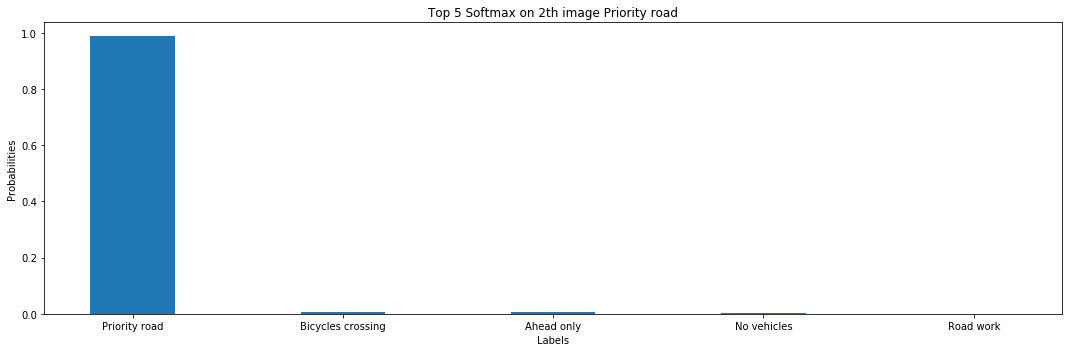 Top 5 Softmax on 2th image Priority road
1.0
0.8
0.6
0.4
0.2
0.0
Probabilities
Priority road Bicycles crossing Ahead only No vehicles Road work
Labels